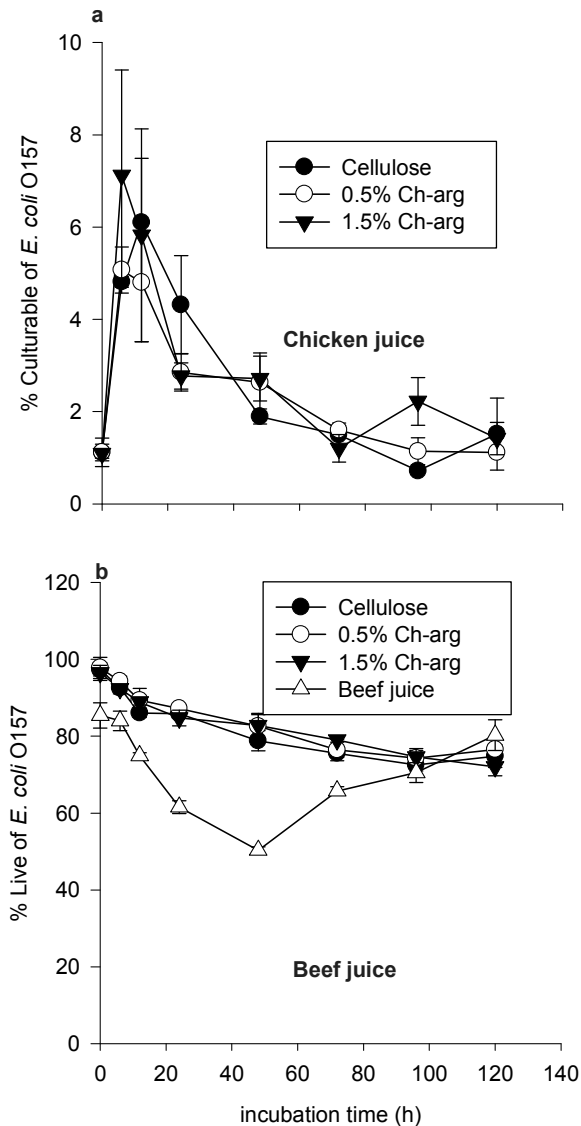 a
10
8
6
4
2
0
% Culturable of E. coli O157
Cellulose
0.5% Ch-arg
1.5% Ch-arg
Chicken juice
b
120
100
80
60
40
20
0
% Live of E. coli O157
Cellulose
0.5% Ch-arg
1.5% Ch-arg
Beef juice
Beef juice
0 20 40 60 80 100 120 140
incubation time (h)